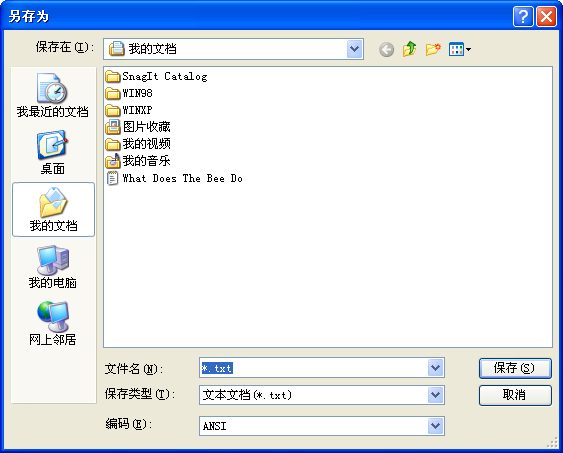 另存为
保存在(I):
我的文档
我最近的文档
桌面
我的文档
我的电脑
网上邻居
SnagIt Catalog
WIN98
WINXP
图片收藏
我的视频
我的音乐
What Does The Bee Do
文件名(N):
*.txt
保存(S)
保存类型(T):
文本文档(*.txt)
取消
编码(E):
ANSI